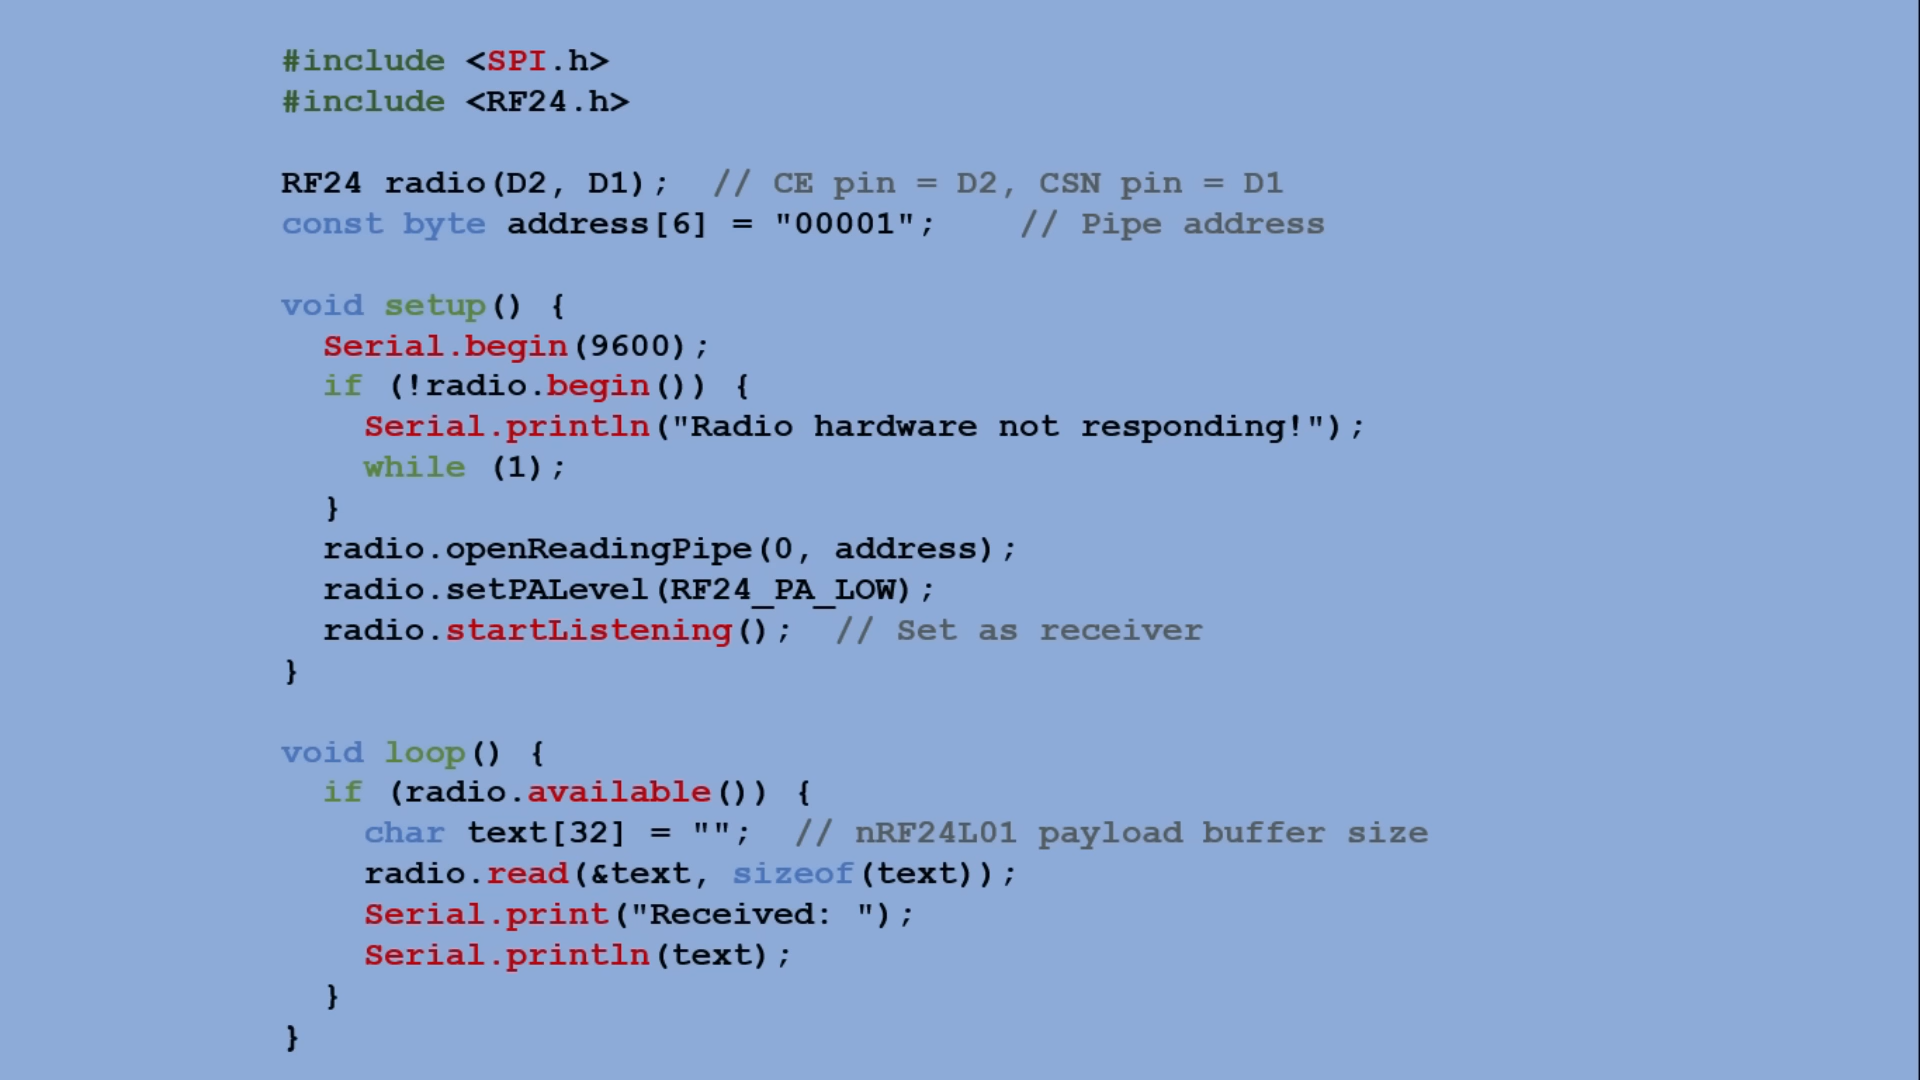 #include <SPI.h>
#include <RF24.h>
RF24 radio(D2, D1);  // CE pin = D2, CSN pin = D1
const byte address[6] = "00001";    // Pipe address
void setup() {
  Serial.begin(9600);
  if (!radio.begin()) {
    Serial.println("Radio hardware not responding!");
    while (1);
  }
  radio.openReadingPipe(0, address);
  radio.setPALevel(RF24_PA_LOW);
  radio.startListening();  // Set as receiver
}
void loop() {
  if (radio.available()) {
    char text[32] = "";  // nRF24L01 payload buffer size
    radio.read(&text, sizeof(text));
    Serial.print("Received: ");
    Serial.println(text);
  }
}